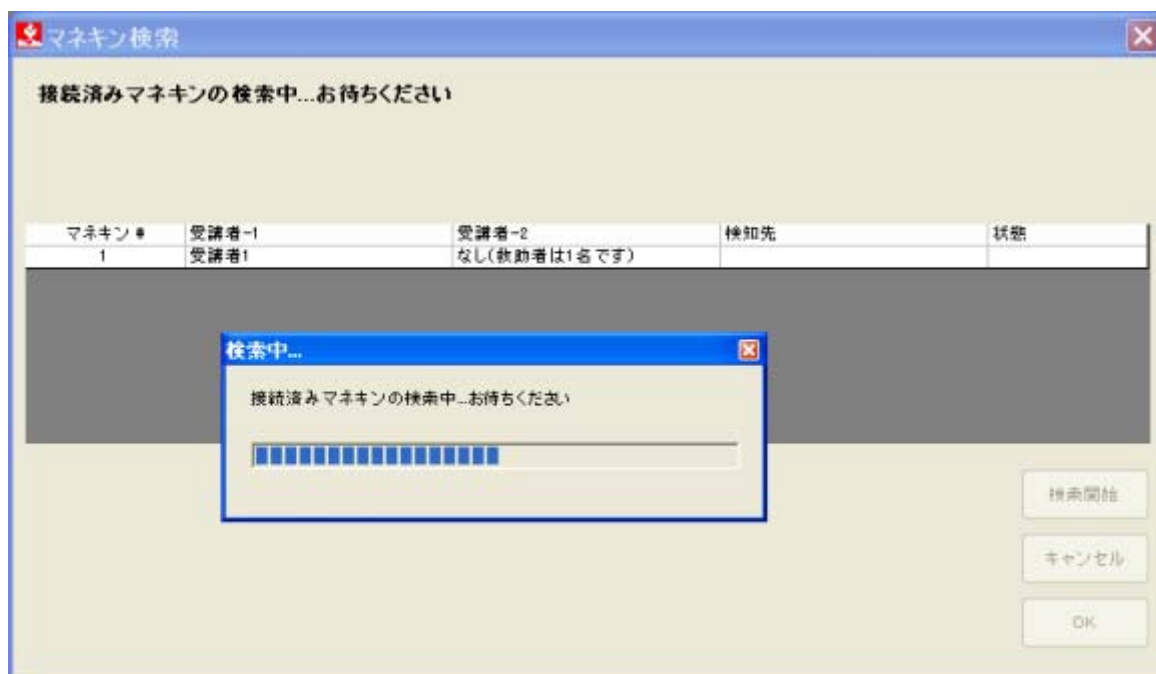 マネキン検索
接続済みマネキンの検索中...お待ちください
マネキン # 受講者-1 受講者-2 検知先 状態
1 受講者1 なし(救助者は1名です)
検索中...
接続済みマネキンの検索中...お待ちください
検索開始
キャンセル
OK